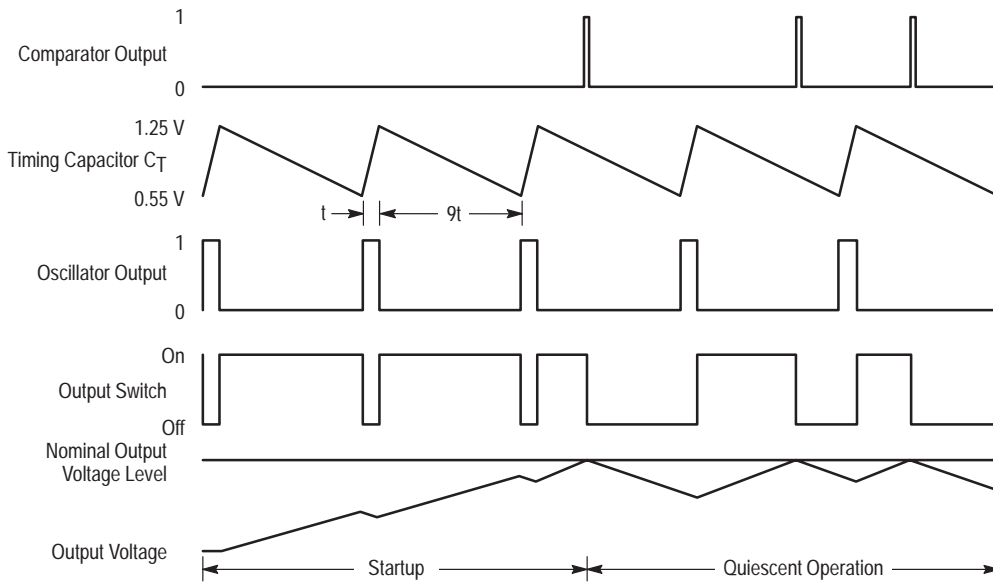 1
Comparator Output
0
1.25 V
Timing Capacitor CT
0.55 V
t
9t
1
Oscillator Output
0
On
Output Switch
Off
Nominal Output
Voltage Level
Output Voltage
Startup
Quiescent Operation